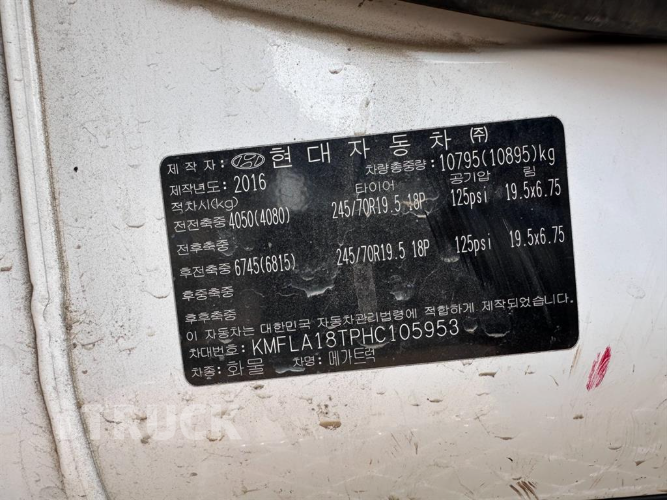 제 작 자: 현 대 자 동 차 ㈜
제작년도: 2016 차량총중량: 10795(10895)kg
적차시(kg) 타이어 공기압 림
전전축중 4050(4080) 245/70R19.5 18P 125psi 19.5x6.75
전후축중
후전축중 6745(6815) 245/70R19.5 18P 125psi 19.5x6.75
후중축중
후후축중
이 자동차는 대한민국 자동차관리법령에 적합하게 제작되었습니다.
차대번호: KMFLA18TPHC105953
차종: 화 물 차명: 메가트럭
TRUCK